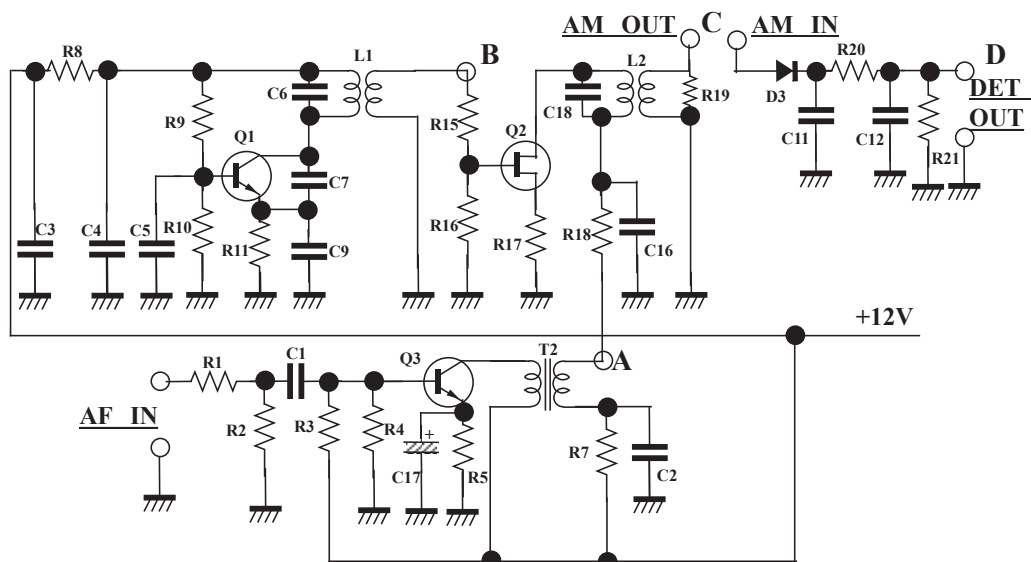 AM OUT C AM IN
R8 L1 B L2 R20 D
C6 R19 D3 DET
C18 OUT
R9 Q1 R15 Q2 C11 C12 R21
C7
C3 C4 C5 R10 R11 C9 R16 R17 R18 C16
+12V
R1 C1 Q3 T2 A
AF IN R2 R3 R4 + R7
C17 R5 C2